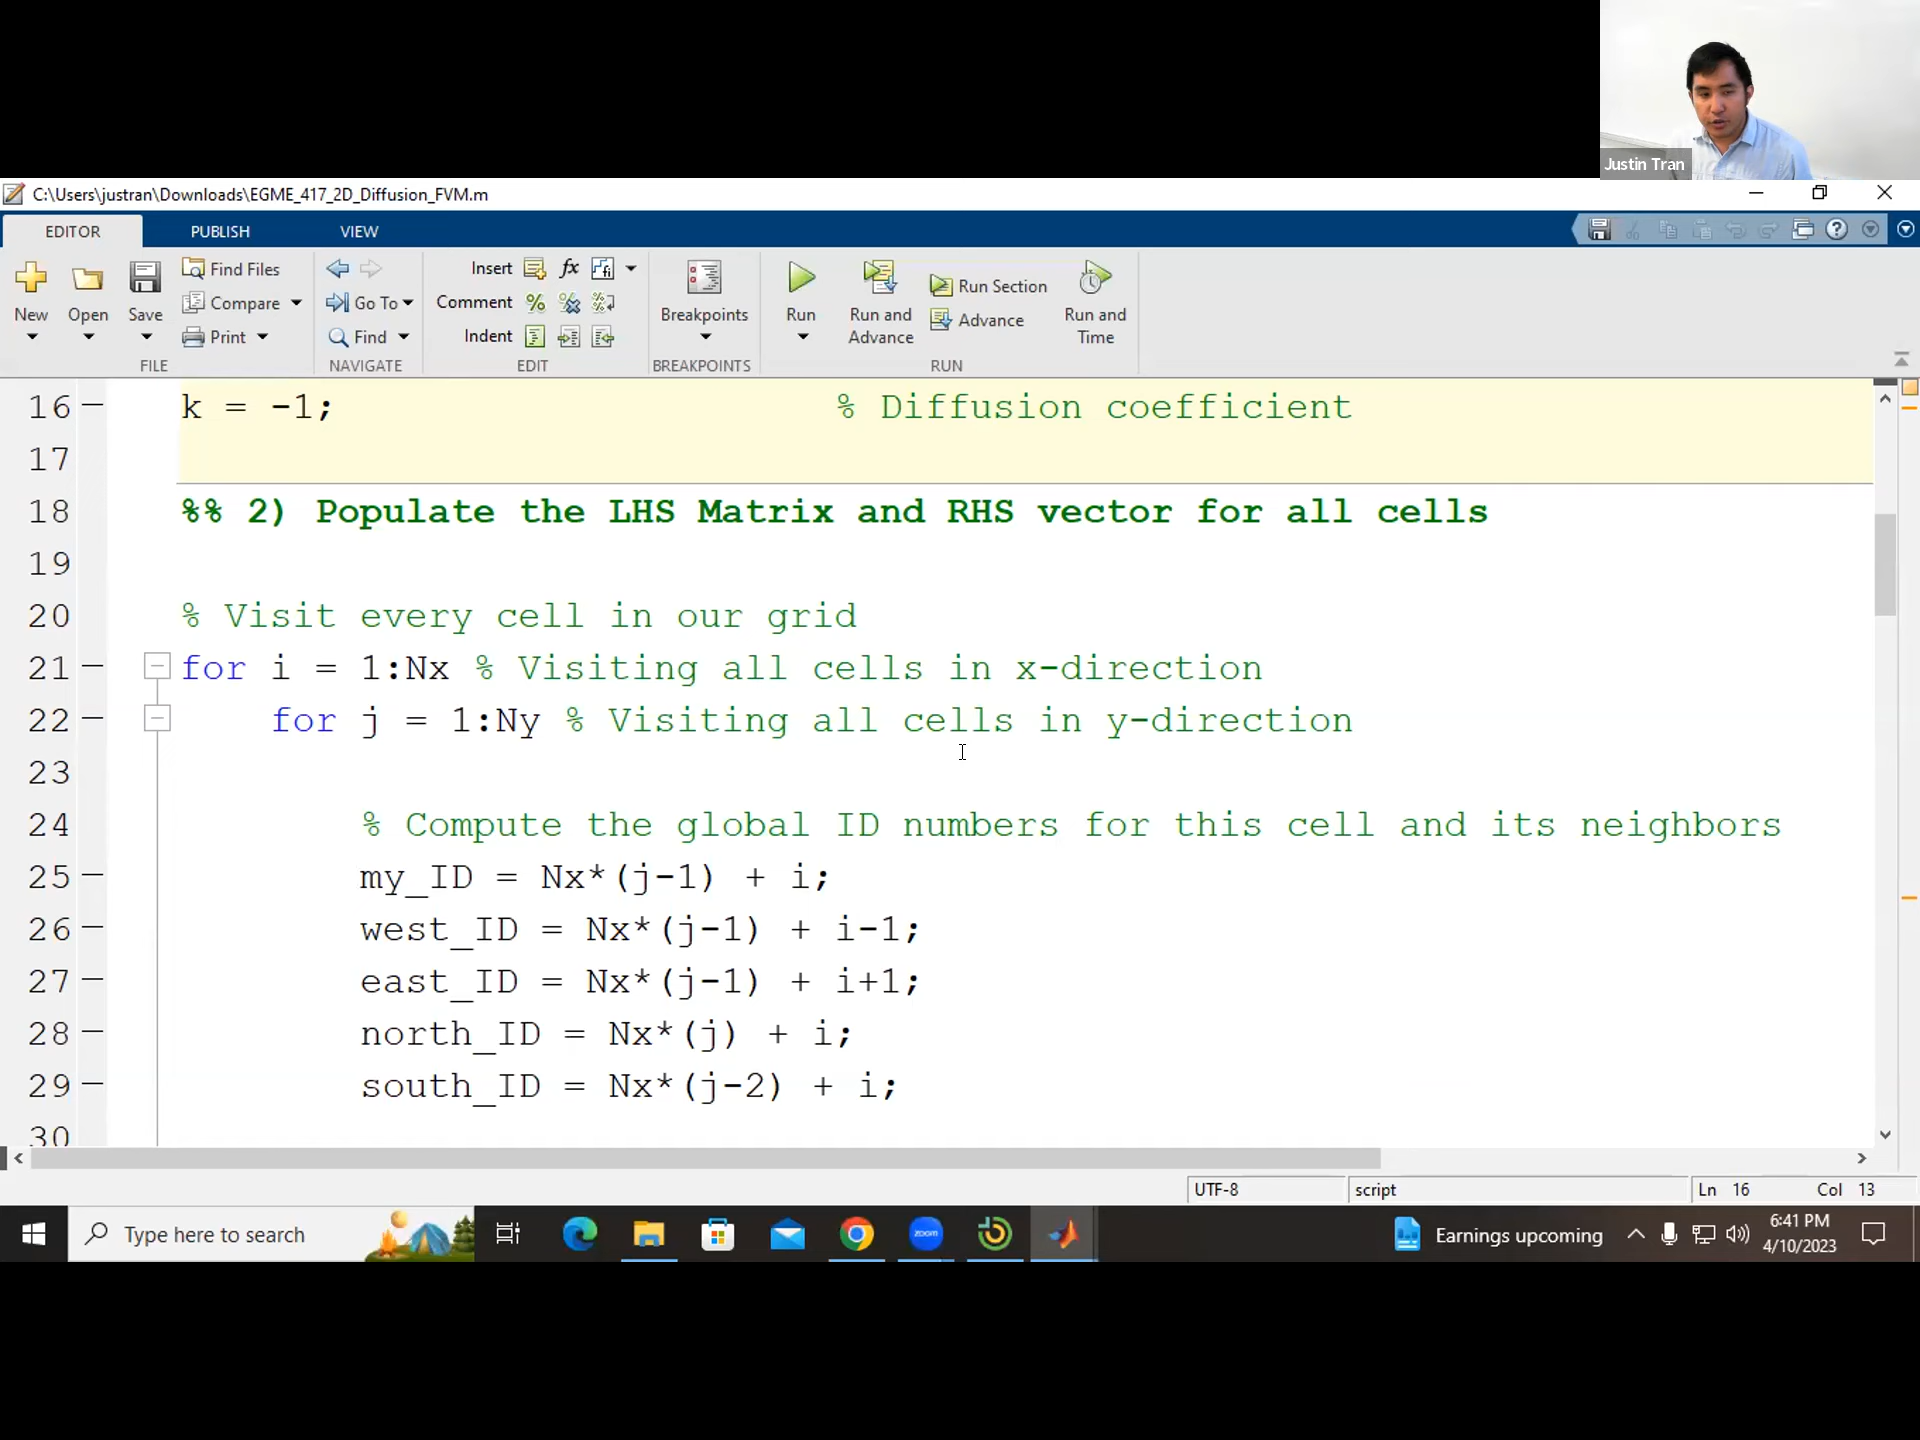 Justin Tran
C:\Users\justran\Downloads\EGME_417_2D_Diffusion_FVM.m
EDITOR
PUBLISH
VIEW
New
Open
Save
Find Files
Compare
Print
FILE
Go To
Find
NAVIGATE
Insert
fx
fi
Comment
%
Indent
EDIT
Breakpoints
BREAKPOINTS
Run
Run and
Advance
Run Section
Advance
Run and
Time
RUN
16 k = -1; % Diffusion coefficient
17
18 %% 2) Populate the LHS Matrix and RHS vector for all cells
19
20 % Visit every cell in our grid
21 for i = 1:Nx % Visiting all cells in x-direction
22 for j = 1:Ny % Visiting all cells in y-direction
23
24 % Compute the global ID numbers for this cell and its neighbors
25 my_ID = Nx*(j-1) + i;
26 west_ID = Nx*(j-1) + i-1;
27 east_ID = Nx*(j-1) + i+1;
28 north_ID = Nx*(j) + i;
29 south_ID = Nx*(j-2) + i;
30
UTF-8
script
Ln 16 Col 13
Type here to search
zoom
Earnings upcoming
6:41 PM
4/10/2023